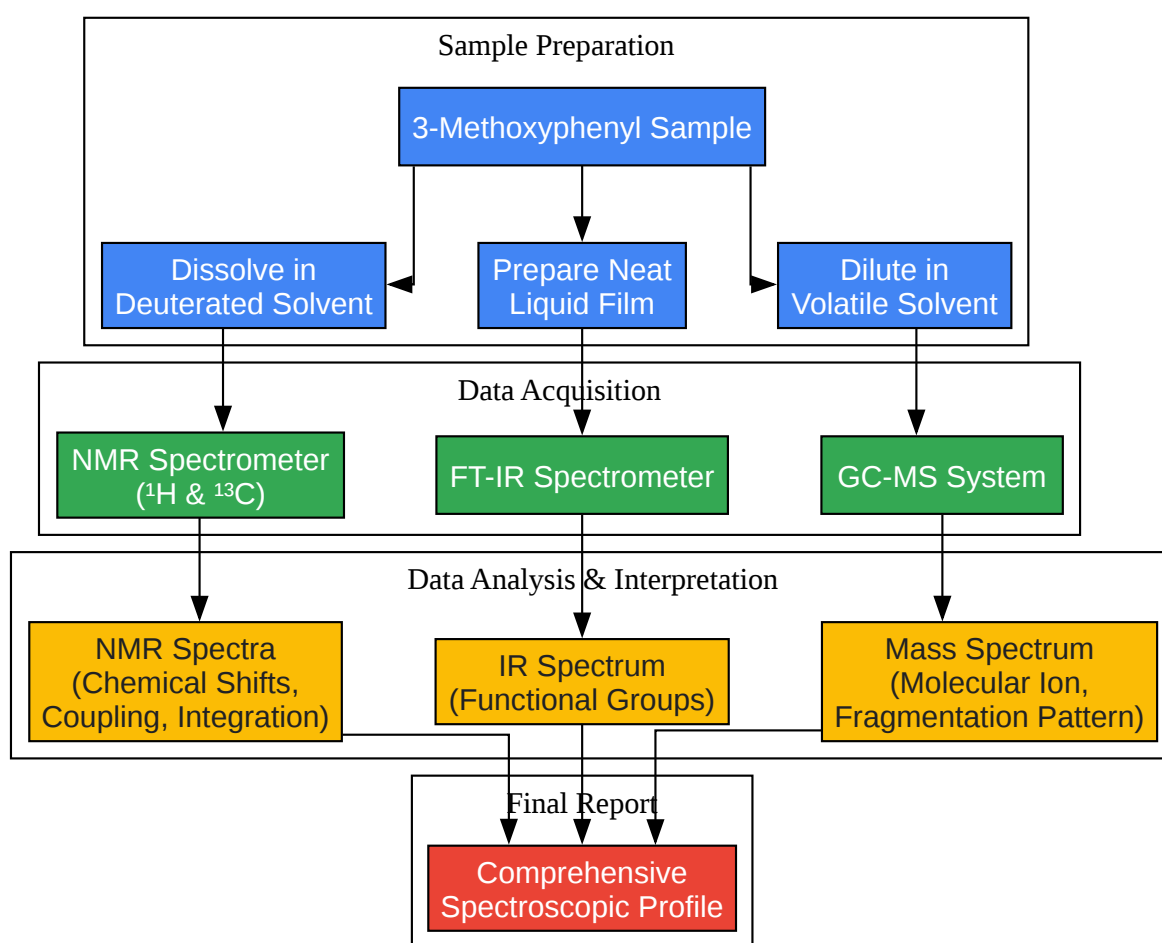 Sample Preparation
3-Methoxyphenyl Sample
Dissolve in
Deuterated Solvent
Prepare Neat
Liquid Film
Dilute in
Volatile Solvent
Data Acquisition
NMR Spectrometer
(¹H & ¹³C)
FT-IR Spectrometer
GC-MS System
Data Analysis & Interpretation
NMR Spectra
(Chemical Shifts,
Coupling, Integration)
IR Spectrum
(Functional Groups)
Mass Spectrum
(Molecular Ion,
Fragmentation Pattern)
Final Report
Comprehensive
Spectroscopic Profile